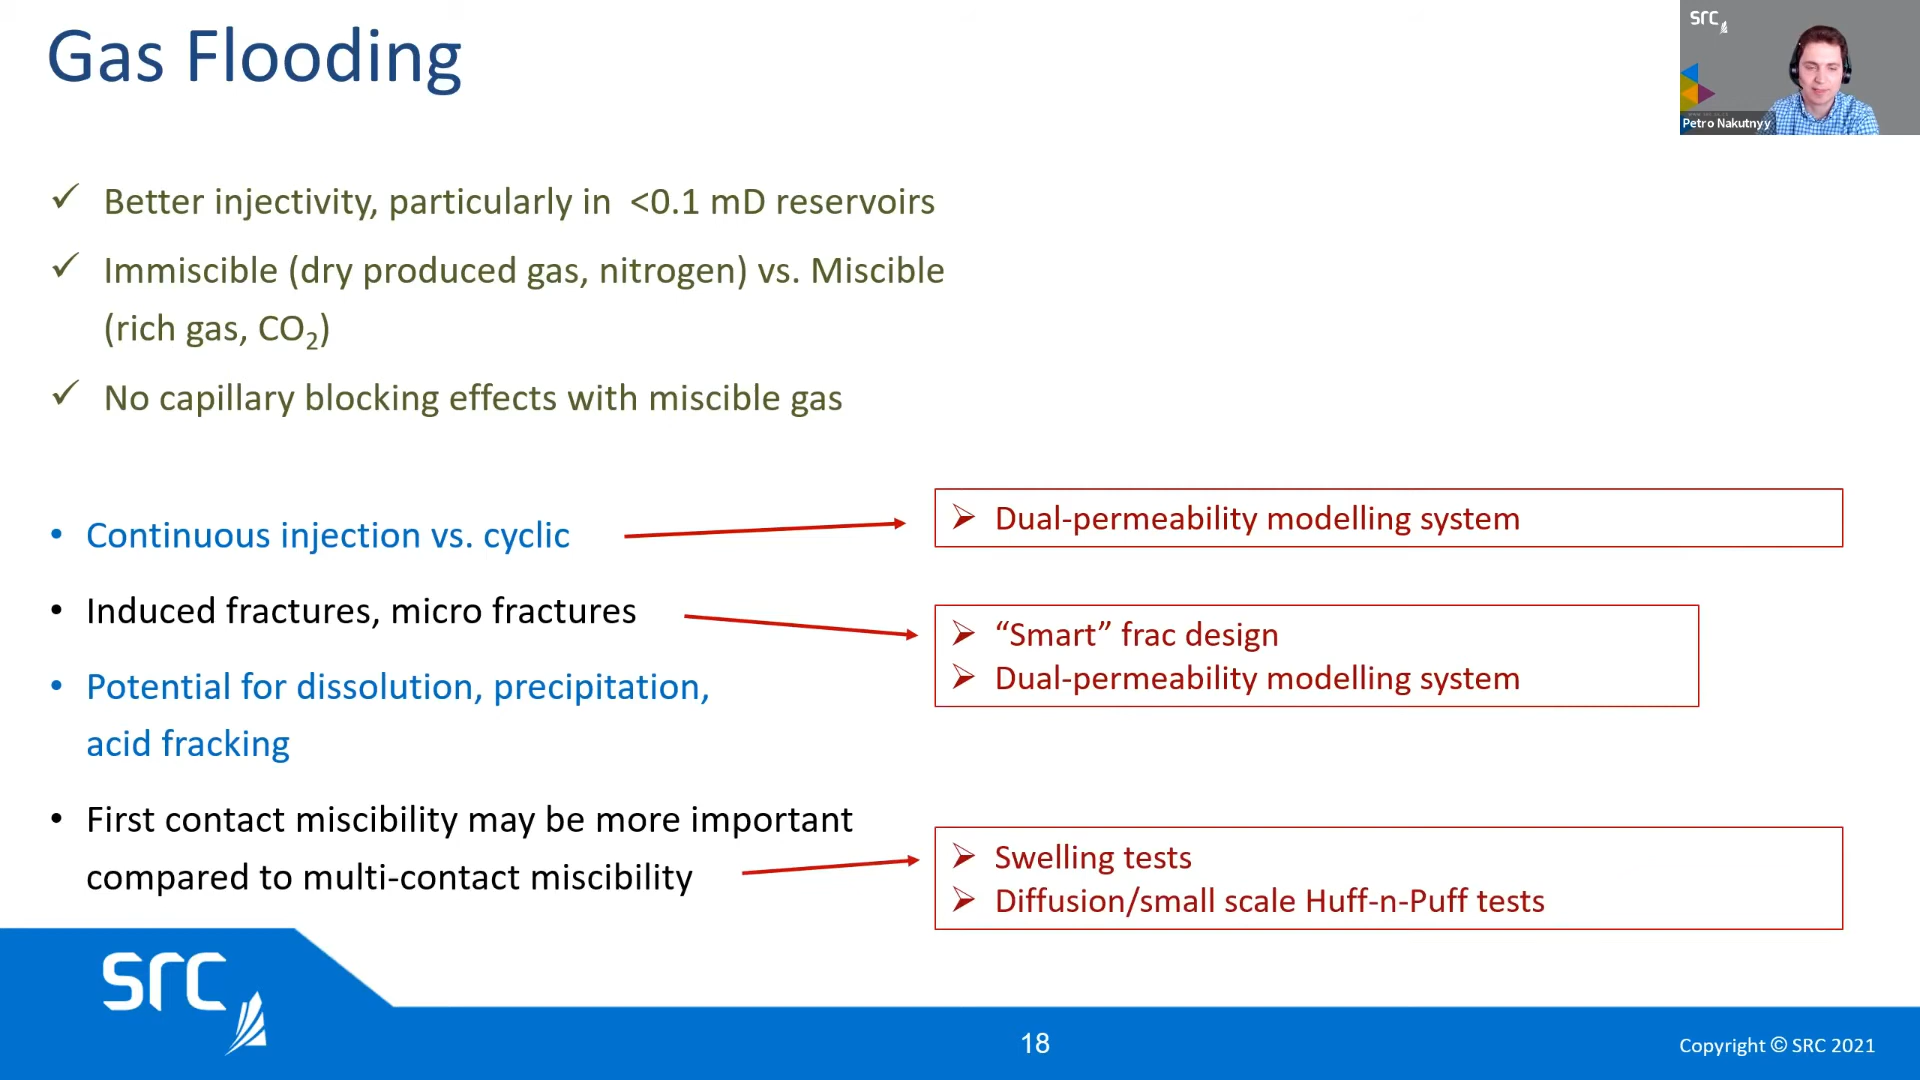 Gas Flooding
src
Petro Nakutnyy
✓ Better injectivity, particularly in <0.1 mD reservoirs
✓ Immiscible (dry produced gas, nitrogen) vs. Miscible
(rich gas, CO₂)
✓ No capillary blocking effects with miscible gas
• Continuous injection vs. cyclic
➢ Dual-permeability modelling system
• Induced fractures, micro fractures
➢ “Smart” frac design
➢ Dual-permeability modelling system
• Potential for dissolution, precipitation,
acid fracking
• First contact miscibility may be more important
compared to multi-contact miscibility
➢ Swelling tests
➢ Diffusion/small scale Huff-n-Puff tests
src
18
Copyright © SRC 2021